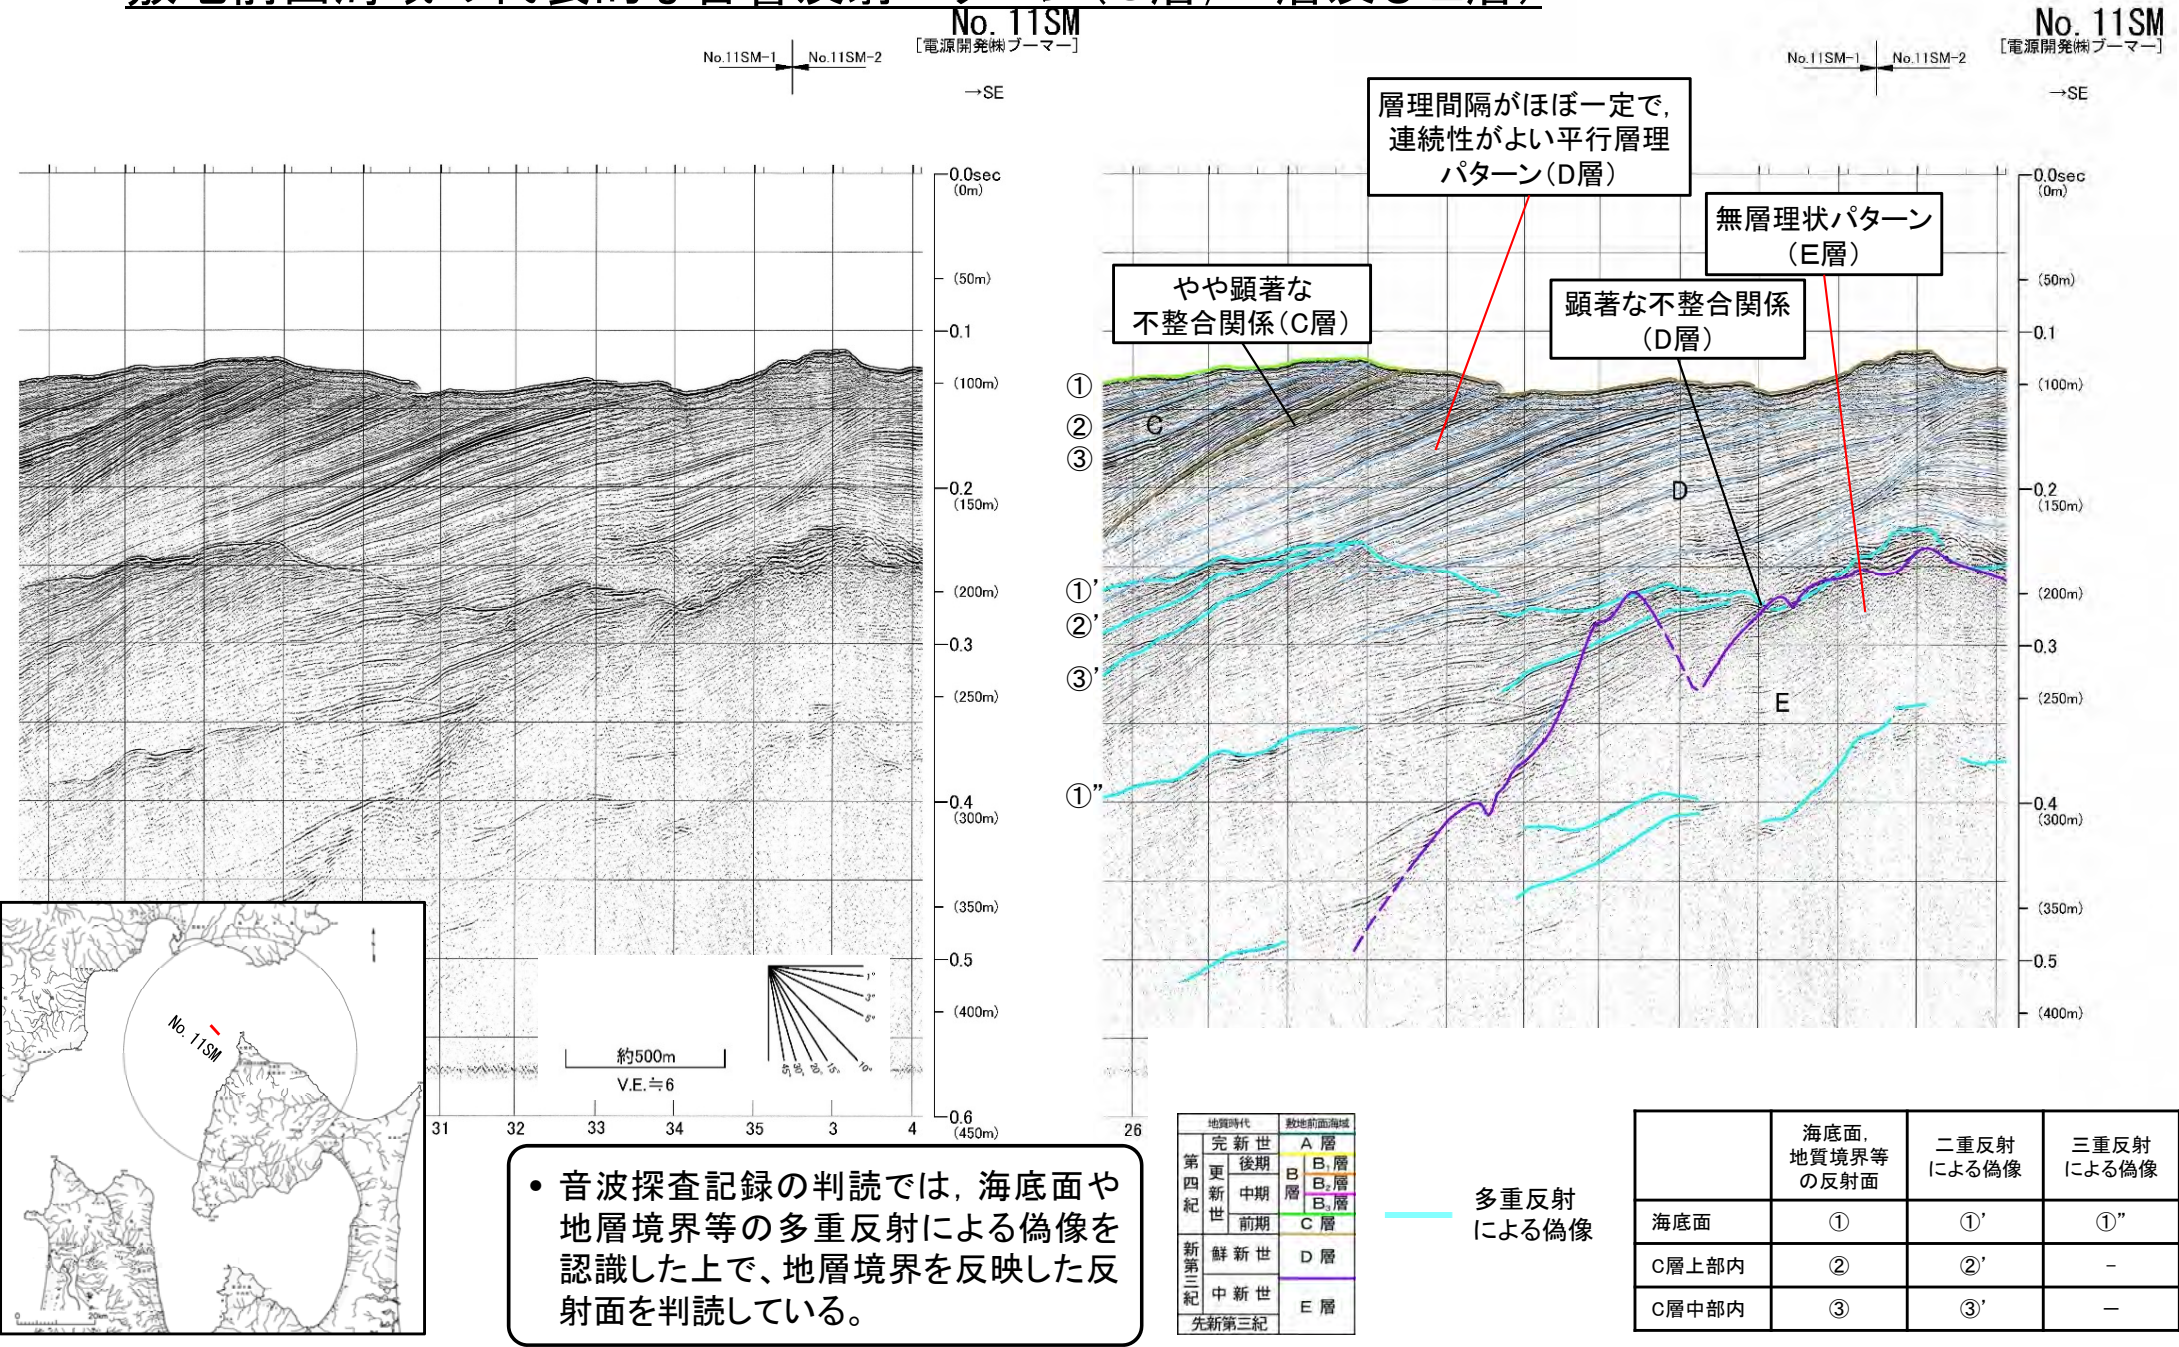 No. 11SM
[電源開発㈱ブーマー]
No.11SM-1
No.11SM-2
→SE
0.0sec
(0m)
(50m)
0.1
(100m)
0.2
(150m)
(200m)
0.3
(250m)
0.4
(300m)
(350m)
0.5
(400m)
0.6
(450m)
31
32
33
34
35
3
4
約500m
V.E.≒6
1°
3°
5°
10°
15°
20°
30°
45°
No. 11SM
0
20km
No. 11SM
[電源開発㈱ブーマー]
No.11SM-1
No.11SM-2
→SE
層理間隔がほぼ一定で,
連続性がよい平行層理
パターン(D層)
無層理状パターン
(E層)
やや顕著な
不整合関係(C層)
顕著な不整合関係
(D層)
①
②
③
①’
②’
③’
①”
C
D
E
0.0sec
(0m)
(50m)
0.1
(100m)
0.2
(150m)
(200m)
0.3
(250m)
0.4
(300m)
(350m)
0.5
(400m)
26
• 音波探査記録の判読では, 海底面や
地層境界等の多重反射による偽像を
認識した上で、地層境界を反映した反
射面を判読している。
地質時代 敷地前面海域
第四紀 完新世 A層
更新世 後期 B層 B₁層
中期 B₂層
B₃層
前期 C層
新第三紀 鮮新世 D層
中新世 E層
先新第三紀
多重反射
による偽像
海底面,
地質境界等
の反射面
二重反射
による偽像
三重反射
による偽像
海底面 ① ①’ ①”
C層上部内 ② ②’ －
C層中部内 ③ ③’ －